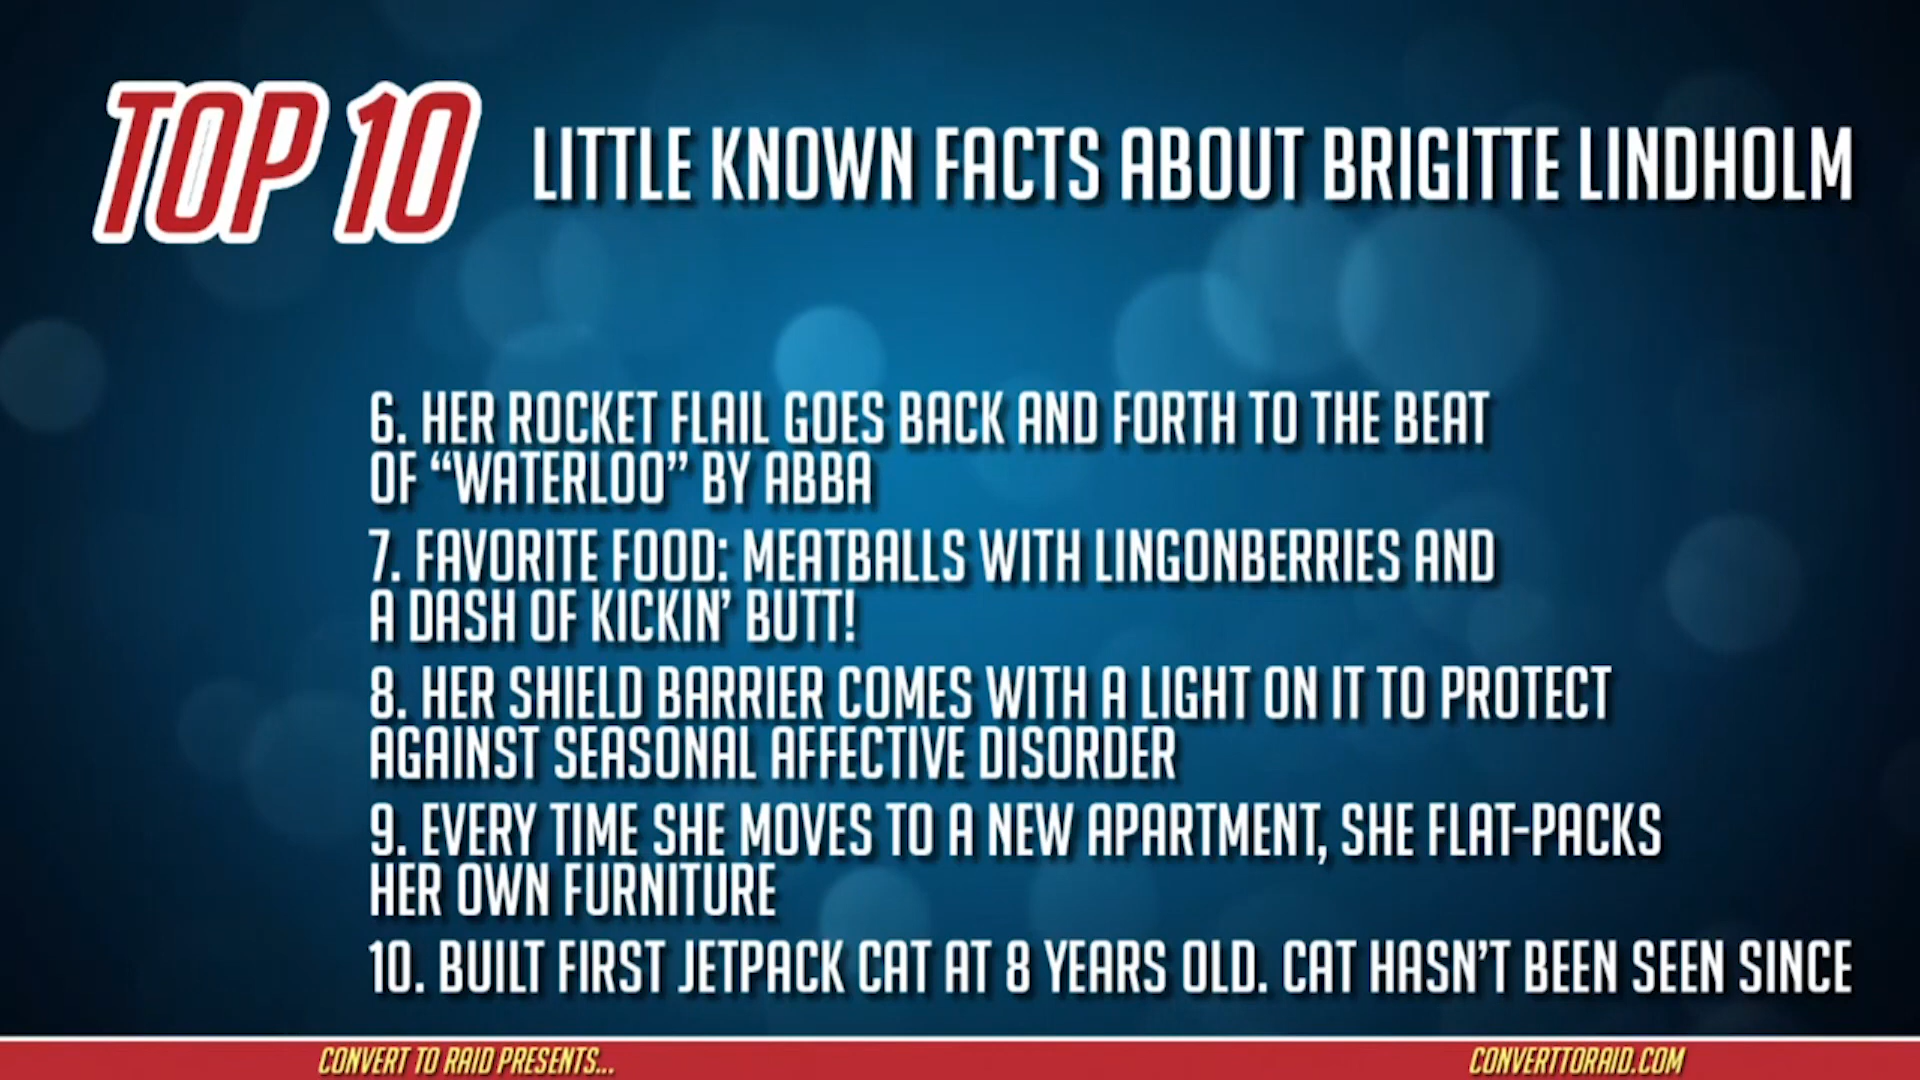 TOP 10
LITTLE KNOWN FACTS ABOUT BRIGITTE LINDHOLM
6. HER ROCKET FLAIL GOES BACK AND FORTH TO THE BEAT
OF “WATERLOO” BY ABBA
7. FAVORITE FOOD: MEATBALLS WITH LINGONBERRIES AND
A DASH OF KICKIN’ BUTT!
8. HER SHIELD BARRIER COMES WITH A LIGHT ON IT TO PROTECT
AGAINST SEASONAL AFFECTIVE DISORDER
9. EVERY TIME SHE MOVES TO A NEW APARTMENT, SHE FLAT-PACKS
HER OWN FURNITURE
10. BUILT FIRST JETPACK CAT AT 8 YEARS OLD. CAT HASN’T BEEN SEEN SINCE
CONVERT TO RAID PRESENTS...
CONVERTTORAID.COM